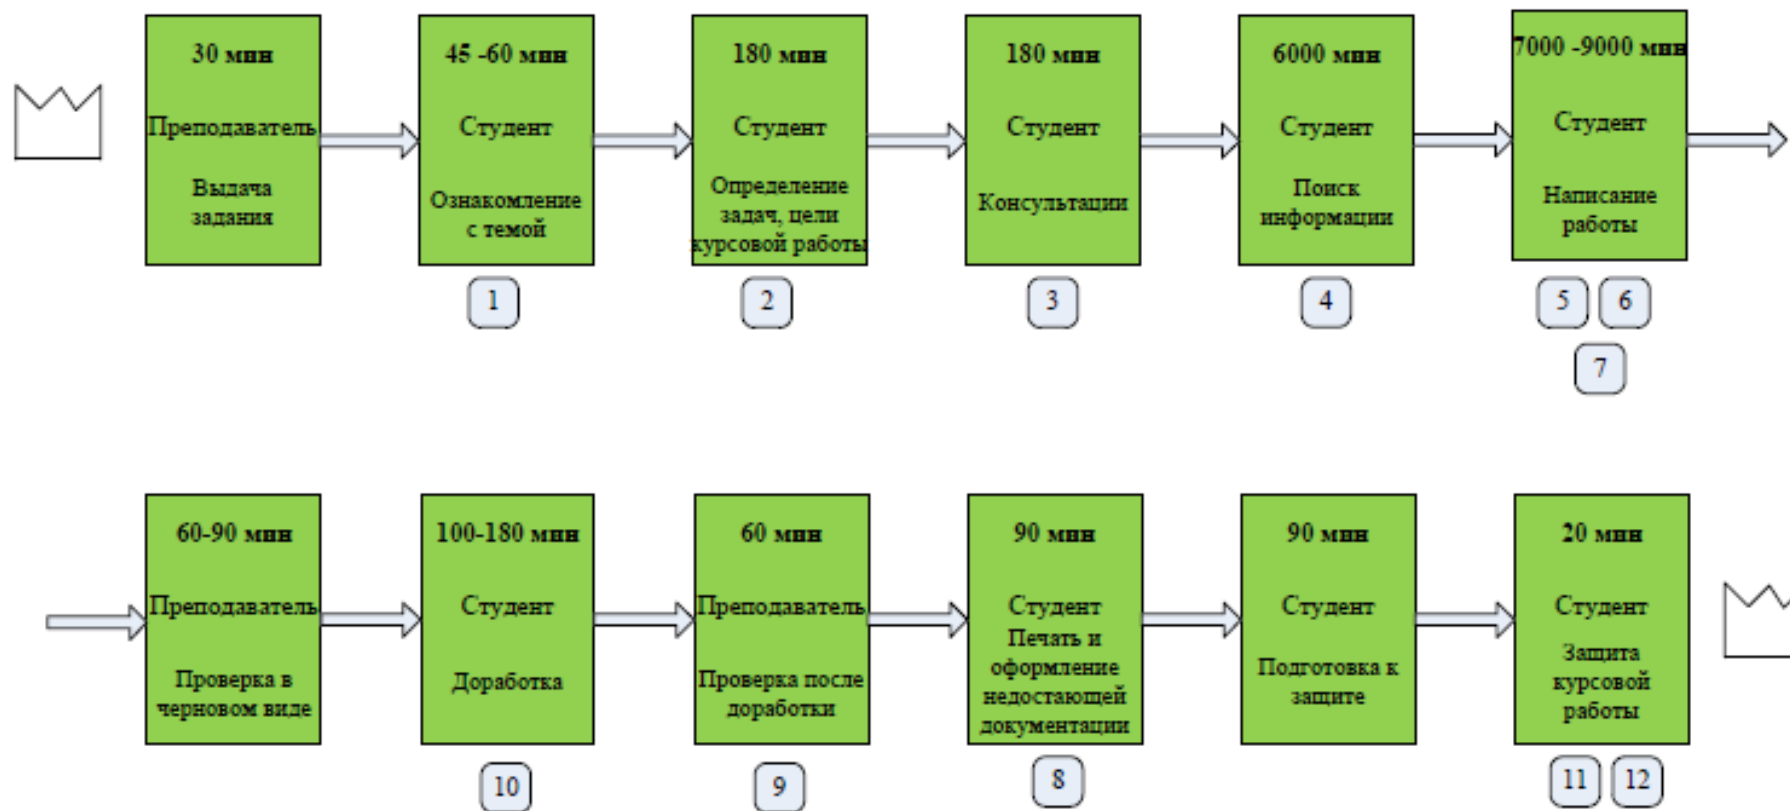 30 мин
Преподаватель
Выдача
задания
45 -60 мин
Студент
Ознакомление
с темой
1
180 мин
Студент
Определение
задач, цели
курсовой работы
2
180 мин
Студент
Консультации
3
6000 мин
Студент
Поиск
информации
4
7000 -9000 мин
Студент
Написание
работы
5 6
7
60-90 мин
Преподаватель
Проверка в
черновом виде
100-180 мин
Студент
Доработка
10
60 мин
Преподаватель
Проверка после
доработки
9
90 мин
Студент
Печать и
оформление
недостающей
документации
8
90 мин
Студент
Подготовка к
защите
20 мин
Студент
Защита
курсовой
работы
11 12